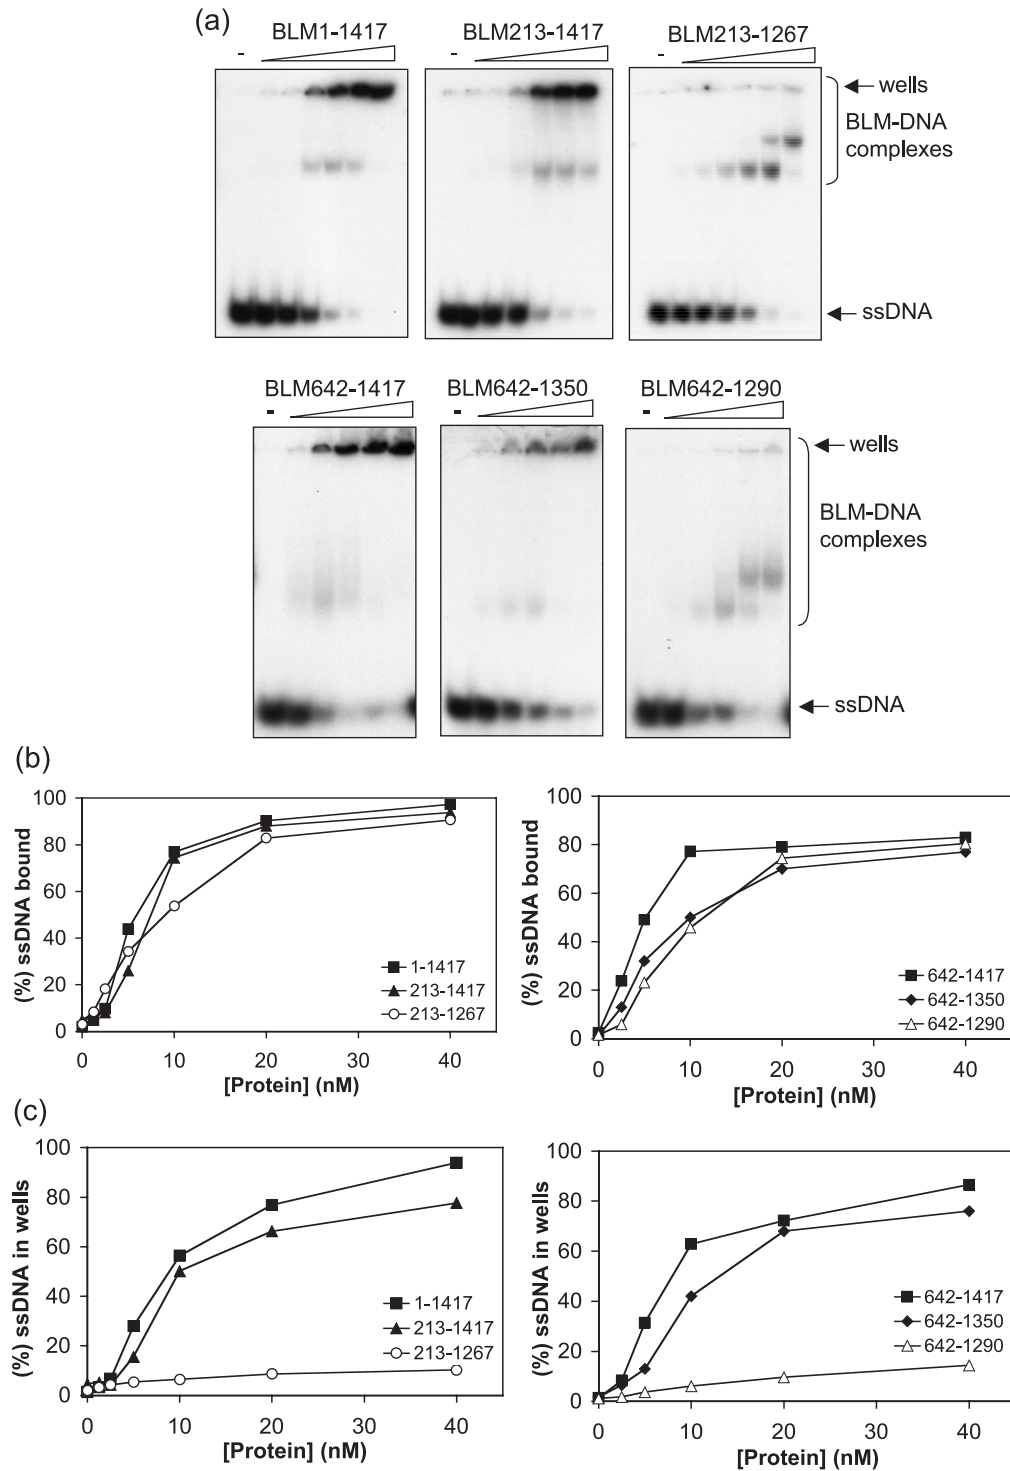 (a)
BLM1-1417 BLM213-1417 BLM213-1267
- - -
wells
BLM-DNA
complexes
ssDNA
BLM642-1417 BLM642-1350 BLM642-1290
- - -
wells
BLM-DNA
complexes
ssDNA
(b)
(%) ssDNA bound
100
80
60
40
20
0
1-1417
213-1417
213-1267
0 10 20 30 40
[Protein] (nM)
(%) ssDNA bound
100
80
60
40
20
0
642-1417
642-1350
642-1290
0 10 20 30 40
[Protein] (nM)
(c)
(%) ssDNA in wells
100
80
60
40
20
0
1-1417
213-1417
213-1267
0 10 20 30 40
[Protein] (nM)
(%) ssDNA in wells
100
80
60
40
20
0
642-1417
642-1350
642-1290
0 10 20 30 40
[Protein] (nM)